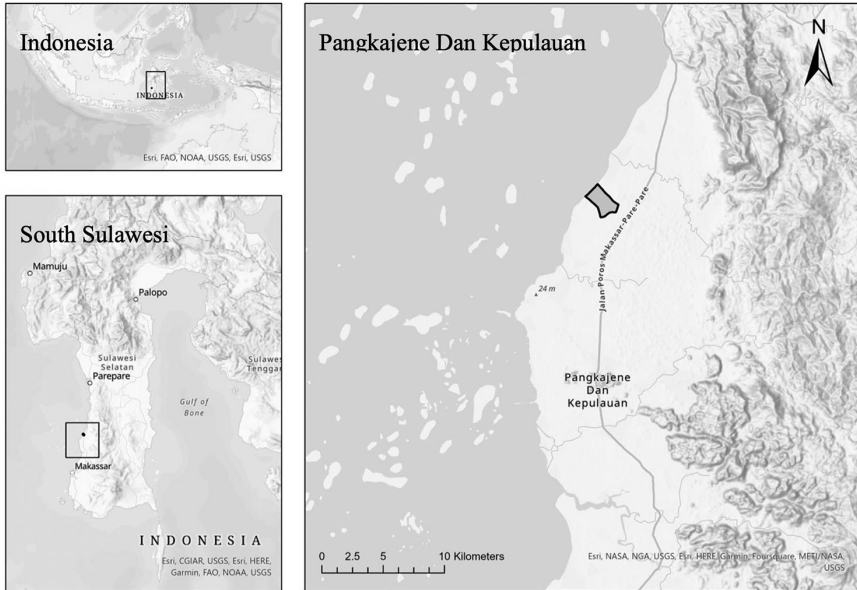 Indonesia
INDONESIA
Esri, FAO, NOAA, USGS, Esri, USGS
South Sulawesi
Mamuju
Palopo
Sulawesi
Selatan
Parepare
Sulawes
Tenggar
Gulf of
Bone
Makassar
INDONESIA
Esri, CGIAR, USGS, Esri, HERE,
Garmin, FAO, NOAA, USGS
Pangkajene Dan Kepulauan
N
Jalan Poros Makassar-Pare-Pare
24 m
Pangkajene
Dan
Kepulauan
0 2.5 5 10 Kilometers
Esri, NASA, NGA, USGS, Esri, HERE, Garmin, Foursquare, METI/NASA,
USGS